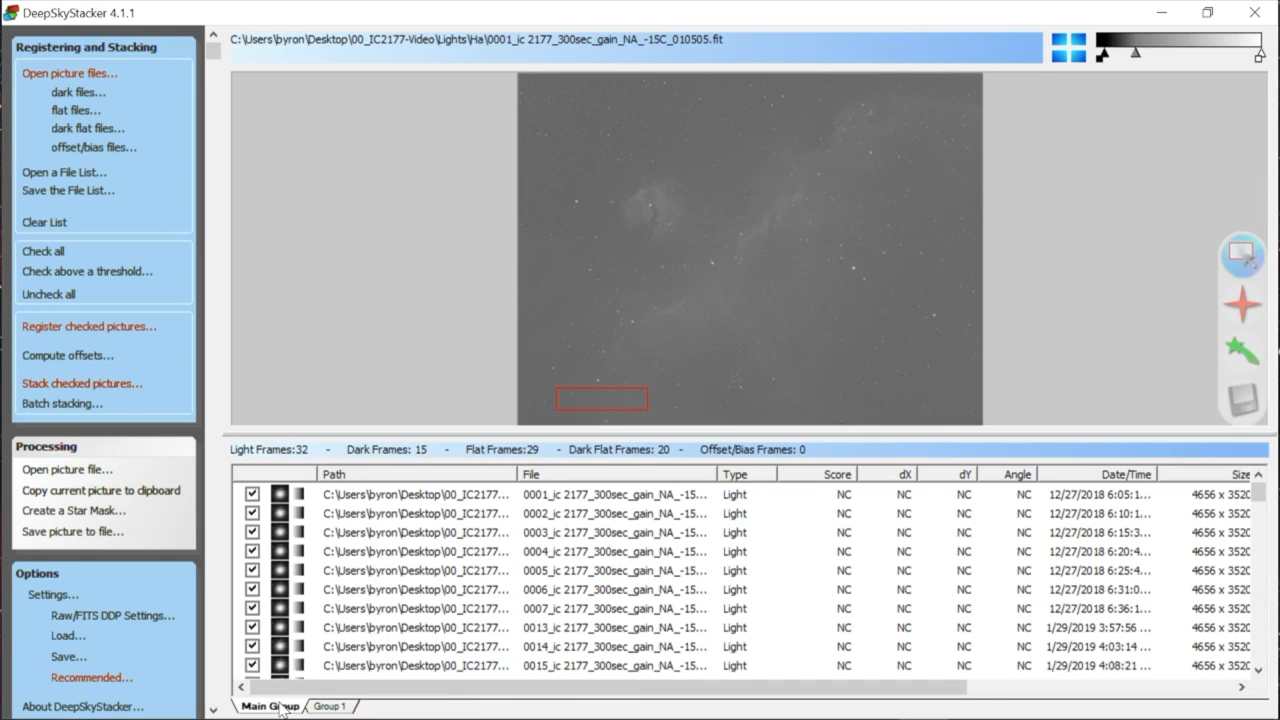 DeepSkyStacker 4.1.1
Registering and Stacking
Open picture files...
dark files...
flat files...
dark flat files...
offset/bias files...
Open a File List...
Save the File List...
Clear List
Check all
Check above a threshold...
Uncheck all
Register checked pictures...
Compute offsets...
Stack checked pictures...
Batch stacking...
Processing
Open picture file...
Copy current picture to clipboard
Create a Star Mask...
Save picture to file...
Options
Settings...
Raw/FITS DDP Settings...
Load...
Save...
Recommended...
About DeepSkyStacker...
C:\Users\byron\Desktop\00_IC2177-Video\Lights\Ha\0001_ic 2177_300sec_gain_NA_-15C_010505.fit
Light Frames:32 - Dark Frames: 15 - Flat Frames:29 - Dark Flat Frames: 20 - Offset/Bias Frames: 0
Path File Type Score dX dY Angle Date/Time Size
C:\Users\byron\Desktop\00_IC2177... 0001_ic 2177_300sec_gain_NA_-15... Light NC NC NC NC 12/27/2018 6:05:1... 4656 x 3520
C:\Users\byron\Desktop\00_IC2177... 0002_ic 2177_300sec_gain_NA_-15... Light NC NC NC NC 12/27/2018 6:10:1... 4656 x 3520
C:\Users\byron\Desktop\00_IC2177... 0003_ic 2177_300sec_gain_NA_-15... Light NC NC NC NC 12/27/2018 6:15:3... 4656 x 3520
C:\Users\byron\Desktop\00_IC2177... 0004_ic 2177_300sec_gain_NA_-15... Light NC NC NC NC 12/27/2018 6:20:4... 4656 x 3520
C:\Users\byron\Desktop\00_IC2177... 0005_ic 2177_300sec_gain_NA_-15... Light NC NC NC NC 12/27/2018 6:25:4... 4656 x 3520
C:\Users\byron\Desktop\00_IC2177... 0006_ic 2177_300sec_gain_NA_-15... Light NC NC NC NC 12/27/2018 6:31:0... 4656 x 3520
C:\Users\byron\Desktop\00_IC2177... 0007_ic 2177_300sec_gain_NA_-15... Light NC NC NC NC 12/27/2018 6:36:1... 4656 x 3520
C:\Users\byron\Desktop\00_IC2177... 0013_ic 2177_300sec_gain_NA_-15... Light NC NC NC NC 1/29/2019 3:57:56 ... 4656 x 3520
C:\Users\byron\Desktop\00_IC2177... 0014_ic 2177_300sec_gain_NA_-15... Light NC NC NC NC 1/29/2019 4:03:14 ... 4656 x 3520
C:\Users\byron\Desktop\00_IC2177... 0015_ic 2177_300sec_gain_NA_-15... Light NC NC NC NC 1/29/2019 4:08:21 ... 4656 x 3520
Main Group Group 1